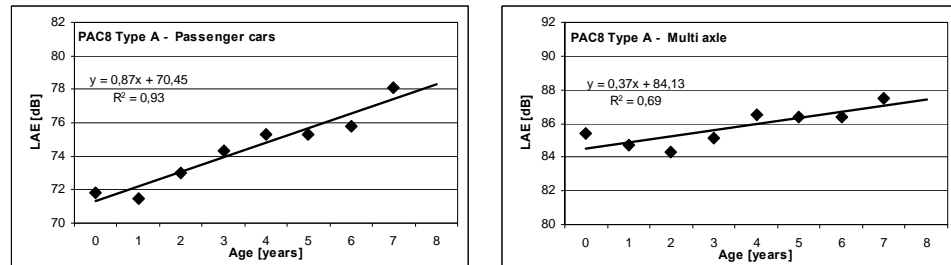 PAC8 Type A - Passenger cars
y = 0,87x + 70,45
R² = 0,93
LAE [dB]
82
80
78
76
74
72
70
0 1 2 3 4 5 6 7 8
Age [years]
PAC8 Type A - Multi axle
y = 0,37x + 84,13
R² = 0,69
LAE [dB]
92
90
88
86
84
82
80
0 1 2 3 4 5 6 7 8
Age [years]